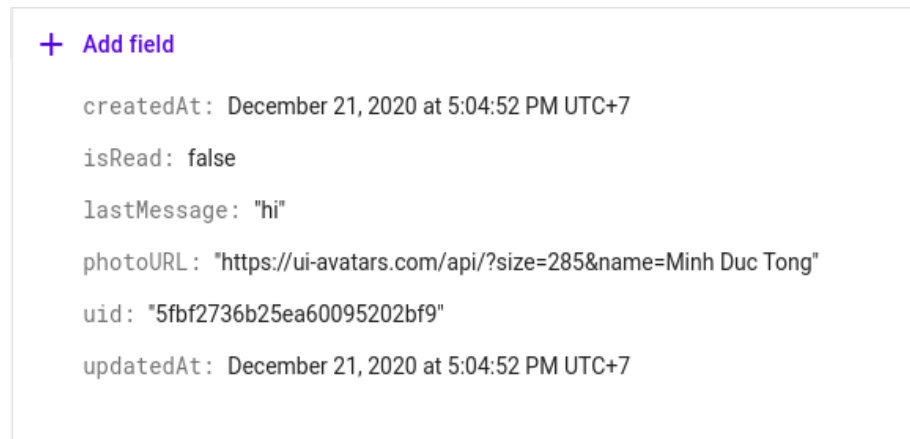 + Add field
createdAt: December 21, 2020 at 5:04:52 PM UTC+7
isRead: false
lastMessage: "hi"
photoURL: "https://ui-avatars.com/api/?size=285&name=Minh Duc Tong"
uid: "5fbf2736b25ea60095202bf9"
updatedAt: December 21, 2020 at 5:04:52 PM UTC+7